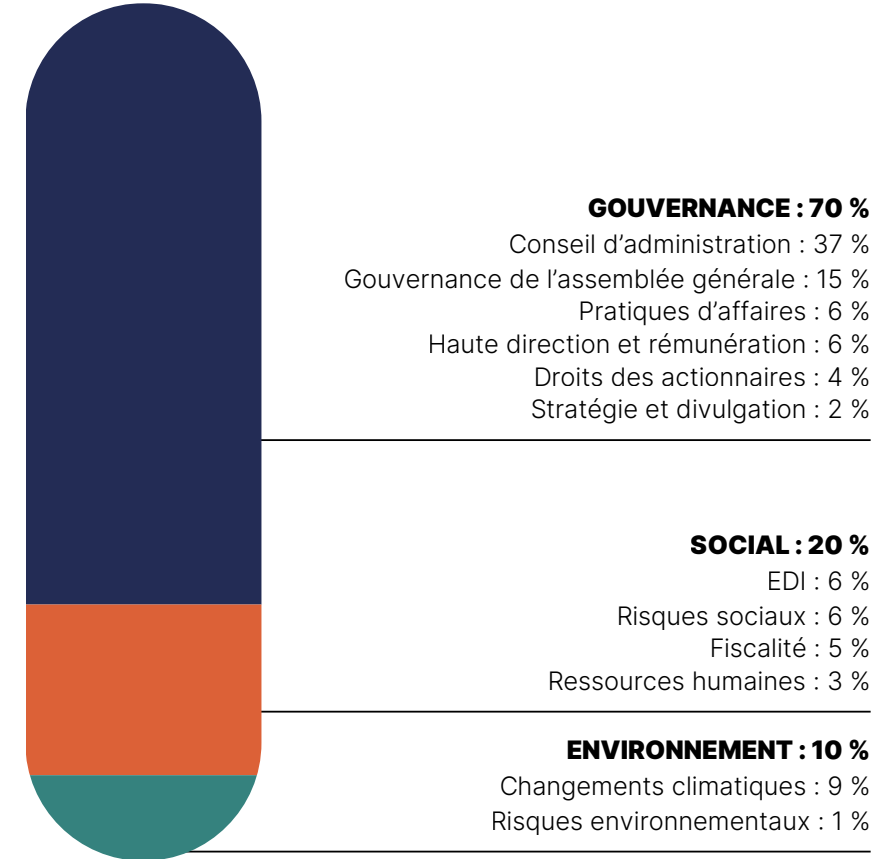 GOUVERNANCE : 70 %
Conseil d’administration : 37 %
Gouvernance de l’assemblée générale : 15 %
Pratiques d’affaires : 6 %
Haute direction et rémunération : 6 %
Droits des actionnaires : 4 %
Stratégie et divulgation : 2 %
SOCIAL : 20 %
EDI : 6 %
Risques sociaux : 6 %
Fiscalité : 5 %
Ressources humaines : 3 %
ENVIRONNEMENT : 10 %
Changements climatiques : 9 %
Risques environnementaux : 1 %